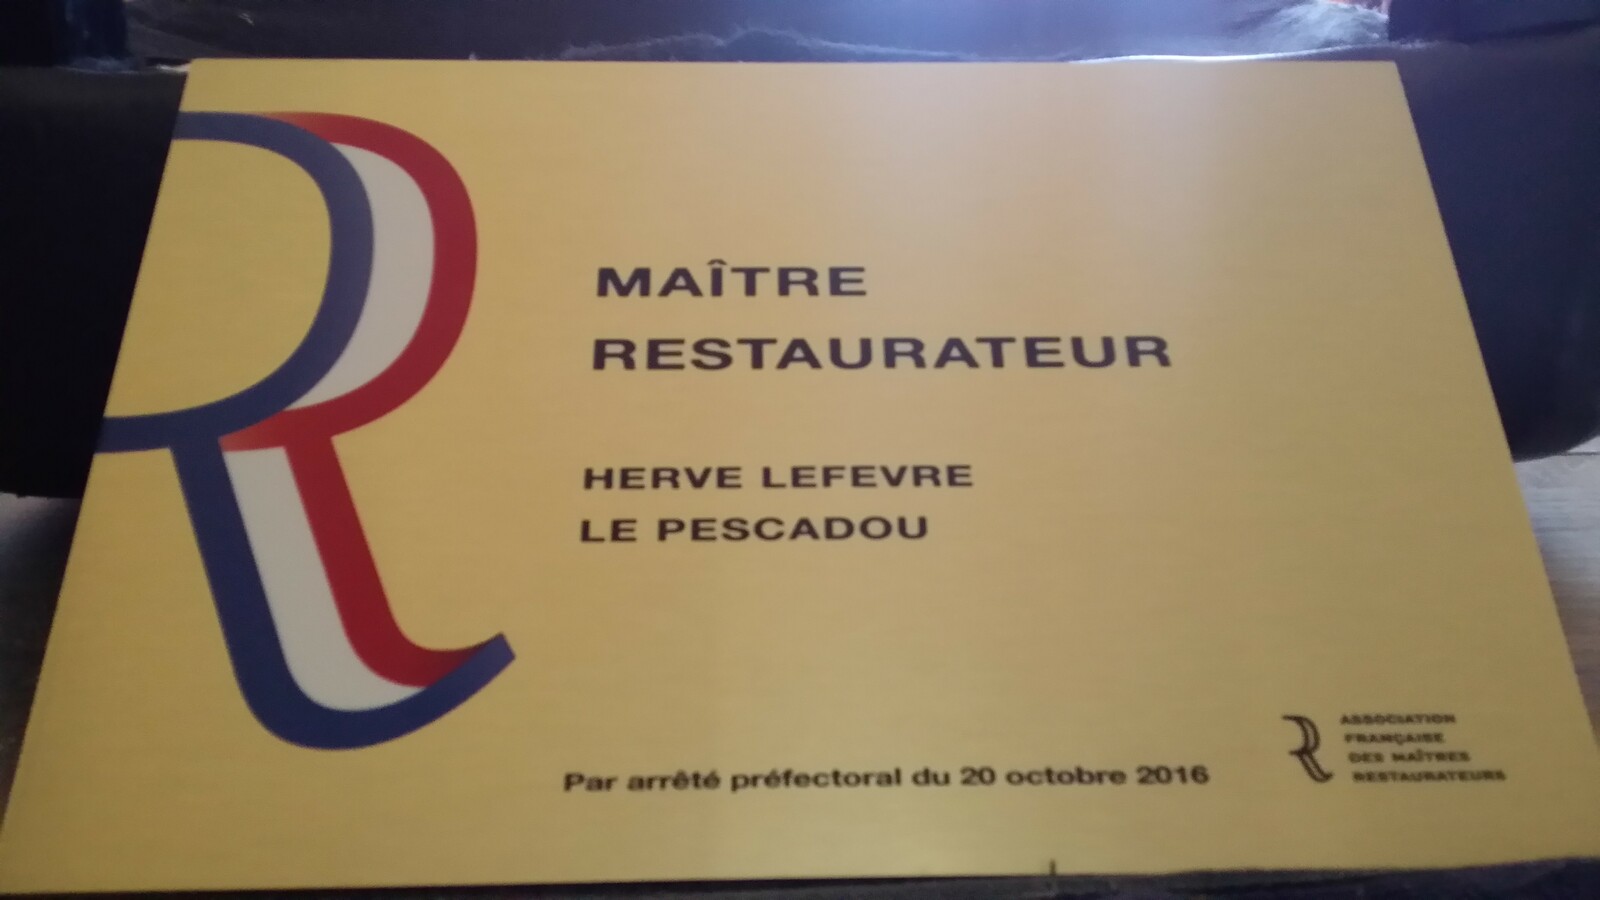 MAÎTRE
RESTAURATEUR
HERVE LEFEVRE
LE PESCADOU
Par arrêté préfectoral du 20 octobre 2016
ASSOCIATION
FRANÇAISE
DES MAÎTRES
RESTAURATEURS